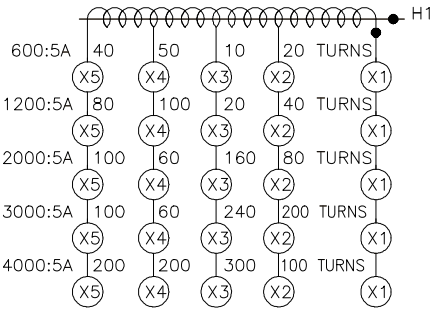 H1
600:5A 40 50 10 20 TURNS
X5 X4 X3 X2 X1
1200:5A 80 100 20 40 TURNS
X5 X4 X3 X2 X1
2000:5A 100 60 160 80 TURNS
X5 X4 X3 X2 X1
3000:5A 100 60 240 200 TURNS
X5 X4 X3 X2 X1
4000:5A 200 200 300 100 TURNS
X5 X4 X3 X2 X1